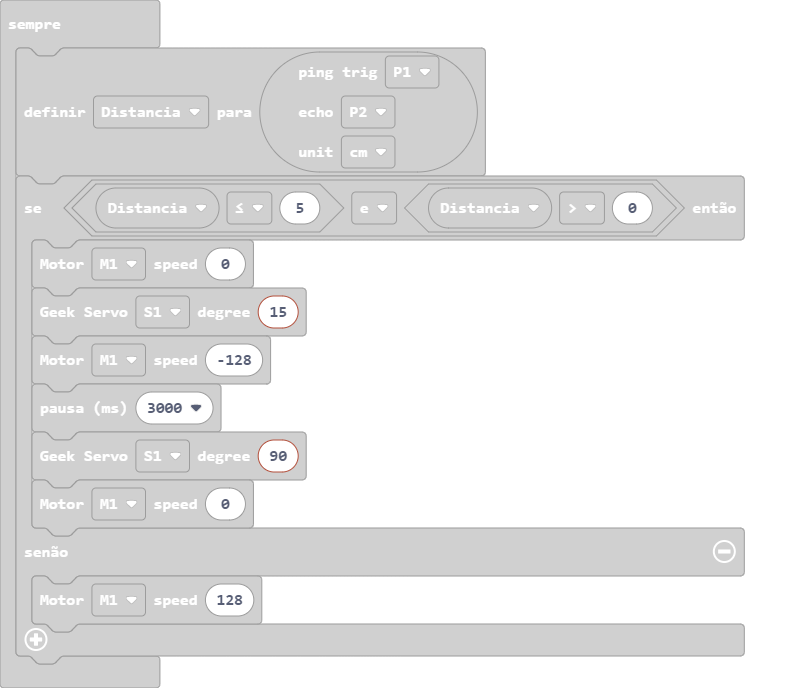 sempre
ping trig P1
definir Distancia para echo P2
unit cm
se Distancia ≤ 5 e Distancia > 0 então
Motor M1 speed 0
Geek Servo S1 degree 15
Motor M1 speed -128
pausa (ms) 3000
Geek Servo S1 degree 90
Motor M1 speed 0
senão
Motor M1 speed 128